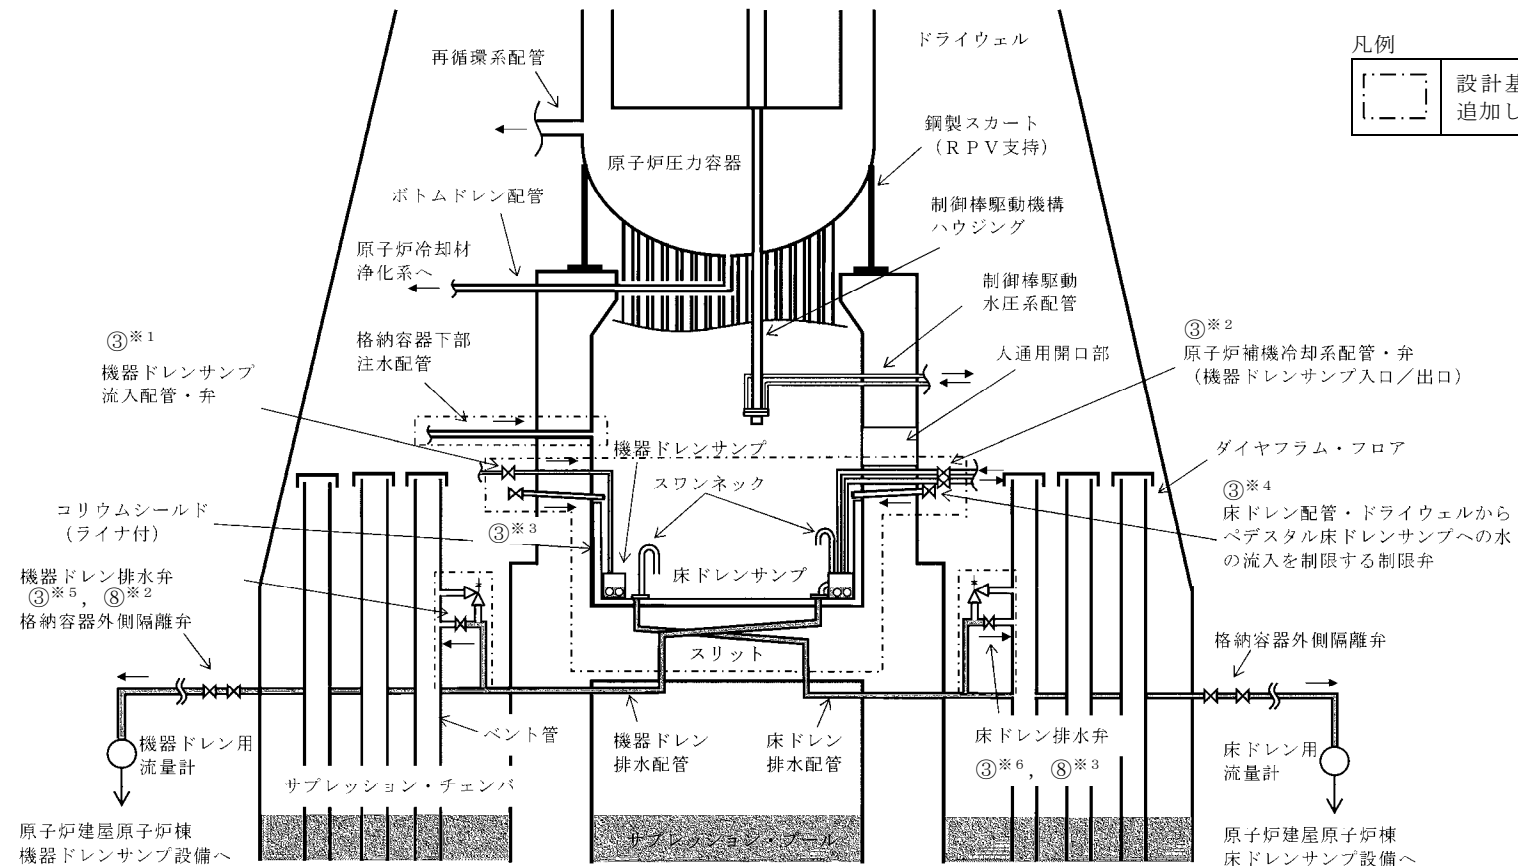 再循環系配管
ドライウェル
凡例
設計基
追加し
鋼製スカート
（ＲＰＶ支持）
原子炉圧力容器
ボトムドレン配管
制御棒駆動機構
ハウジング
原子炉冷却材
浄化系へ
制御棒駆動
水圧系配管
③※1
機器ドレンサンプ
流入配管・弁
格納容器下部
注水配管
人通用開口部
③※2
原子炉補機冷却系配管・弁
（機器ドレンサンプ入口／出口）
機器ドレンサンプ
ダイヤフラム・フロア
スワンネック
コリウムシールド
（ライナ付）
③※3
③※4
床ドレン配管・ドライウェルから
ペデスタル床ドレンサンプへの水
の流入を制限する制限弁
床ドレンサンプ
機器ドレン排水弁
③※5，⑧※2
格納容器外側隔離弁
スリット
格納容器外側隔離弁
ベント管
機器ドレン
排水配管
床ドレン
排水配管
床ドレン排水弁
③※6，⑧※3
機器ドレン用
流量計
床ドレン用
流量計
サプレッション・チェンバ
サプレッション・プール
原子炉建屋原子炉棟
機器ドレンサンプ設備へ
原子炉建屋原子炉棟
床ドレンサンプ設備へ